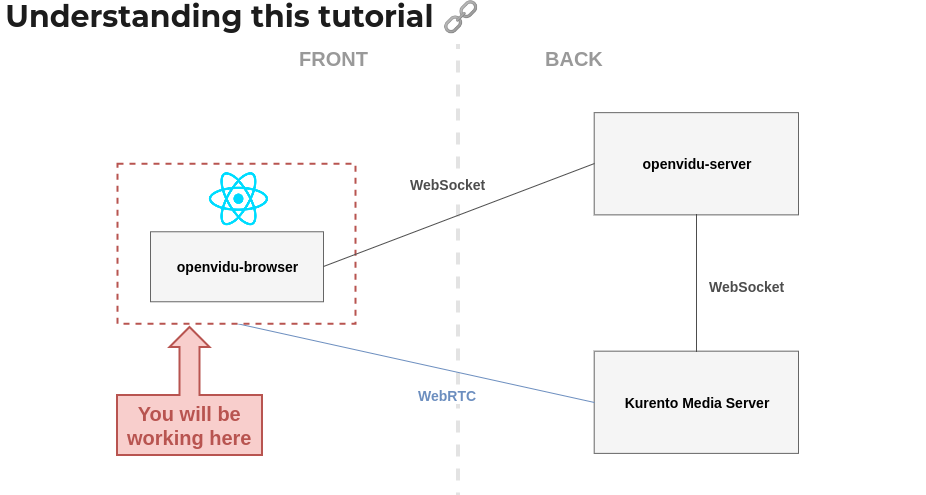 Understanding this tutorial
FRONT
BACK
openvidu-server
WebSocket
openvidu-browser
WebSocket
WebRTC
Kurento Media Server
You will be
working here